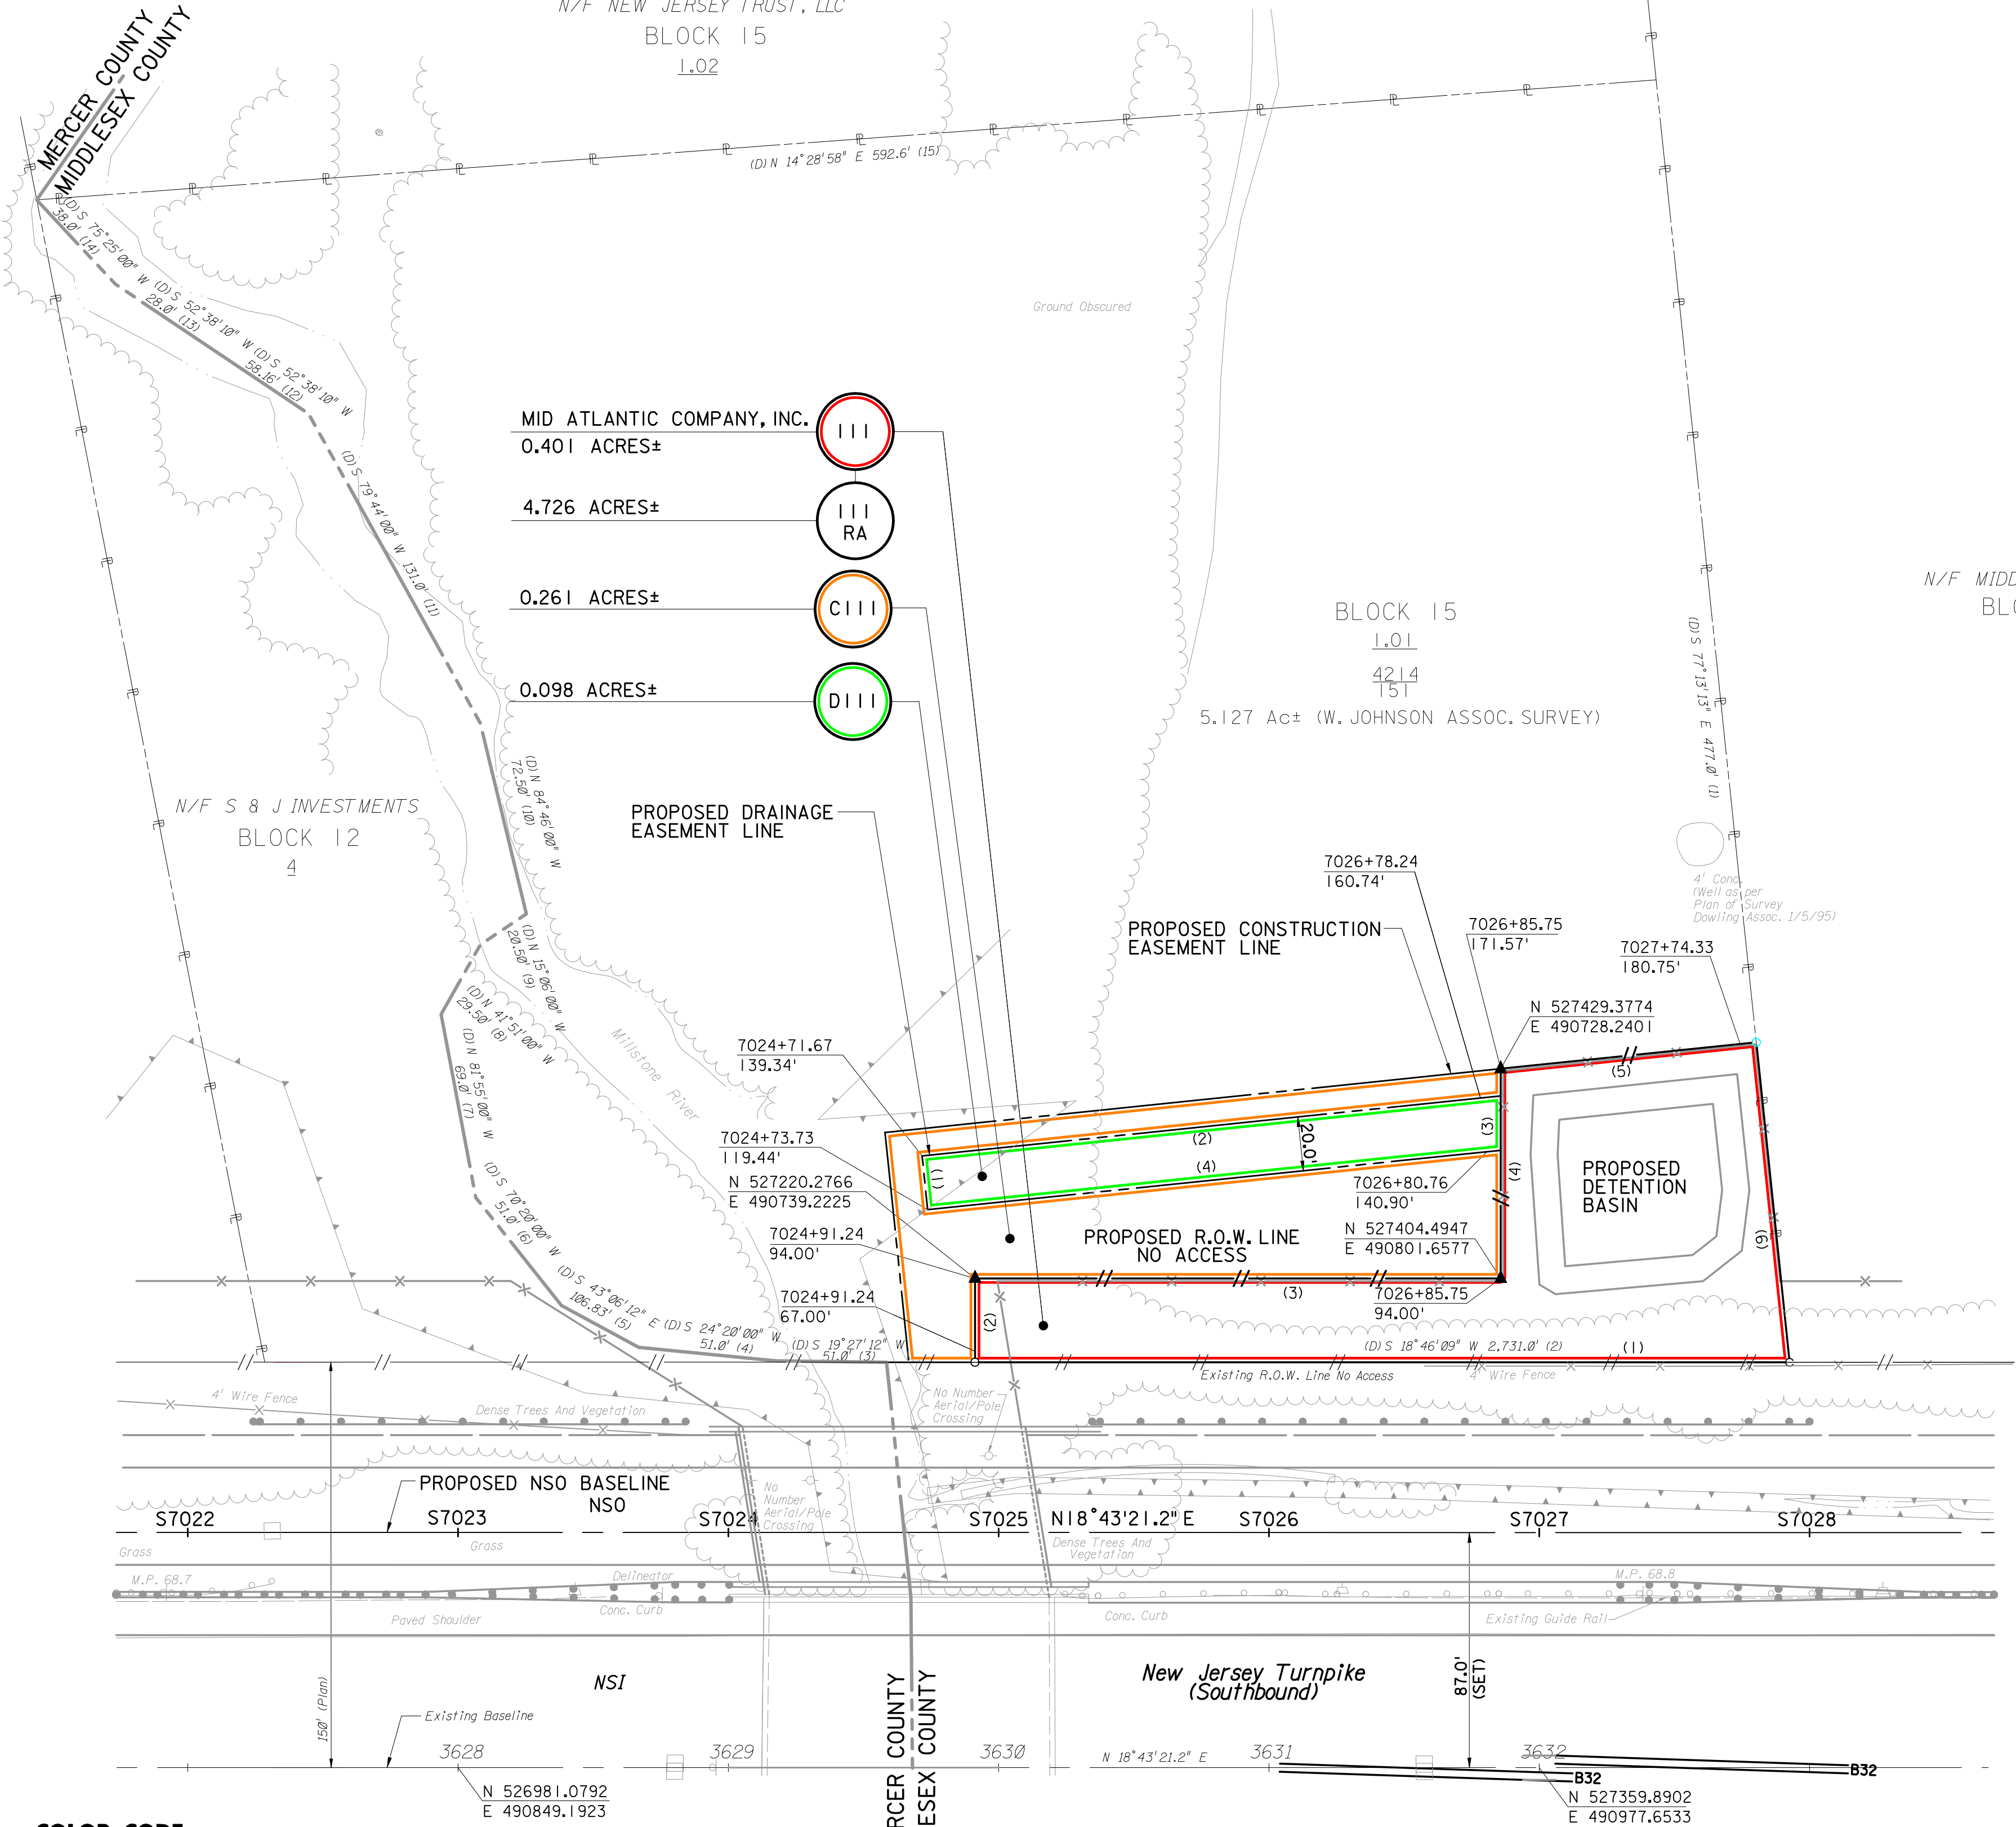 N/F NEW JERSEY TRUST, LLC
BLOCK 15
1.02
MERCER COUNTY
MIDDLESEX COUNTY
(D) N 14°28'58" E 592.6' (15)
(D) S 75°25'00" W
38.0' (14)
(D) S 52°38'10" W
28.0' (13)
(D) S 52°38'10" W
58.16' (12)
Ground Obscured
(D) S 79°44'00" W 131.0' (11)
MID ATLANTIC COMPANY, INC.
0.401 ACRES±
111
4.726 ACRES±
111
RA
0.261 ACRES±
C111
0.098 ACRES±
D111
N/F MIDD
BLO
BLOCK 15
1.01
4214
151
5.127 Ac± (W. JOHNSON ASSOC. SURVEY)
(D) S 77°13'13" E 477.0' (1)
(D) N 84°46'00" W
72.50' (10)
N/F S & J INVESTMENTS
BLOCK 12
4
PROPOSED DRAINAGE
EASEMENT LINE
7026+78.24
160.74'
4' Conc.
(Well as per
Plan of Survey
Dowling Assoc. 1/5/95)
PROPOSED CONSTRUCTION
EASEMENT LINE
7026+85.75
171.57'
7027+74.33
180.75'
(D) N 15°06'00" W
20.50' (9)
(D) N 41°51'00" W
29.50' (8)
N 527429.3774
E 490728.2401
(D) N 81°55'00" W
69.0' (7)
Millstone River
7024+71.67
139.34'
(5)
7024+73.73
119.44'
(1)
(2)
(4)
20.0'
(3)
(4)
N 527220.2766
E 490739.2225
7026+80.76
140.90'
PROPOSED
DETENTION
BASIN
(D) S 70°20'00" W
51.0' (6)
7024+91.24
94.00'
PROPOSED R.O.W. LINE
NO ACCESS
N 527404.4947
E 490801.6577
(6)
7024+91.24
67.00'
(2)
(3)
7026+85.75
94.00'
(D) S 43°06'12" E
106.83' (5)
(D) S 24°20'00" W
51.0' (4)
(D) S 19°27'12" W
51.0' (3)
(D) S 18°46'09" W 2,731.0' (2)
(1)
Existing R.O.W. Line No Access
4' Wire Fence
4' Wire Fence
Dense Trees And Vegetation
No Number
Aerial/Pole
Crossing
PROPOSED NSO BASELINE
NSO
No
Number
Aerial/Pole
Crossing
S7022
S7023
S7024
S7025
N18°43'21.2"E
S7026
S7027
S7028
Grass
Grass
Dense Trees And
Vegetation
M.P. 68.7
Delineator
M.P. 68.8
Conc. Curb
Paved Shoulder
Conc. Curb
Existing Guide Rail
NSI
New Jersey Turnpike
(Southbound)
87.0'
(SET)
150' (Plan)
Existing Baseline
RCER COUNTY
ESEX COUNTY
3628
3629
3630
N 18°43'21.2" E
3631
3632
B32
B32
N 526981.0792
E 490849.1923
N 527359.8902
E 490977.6533
COLOR CODE